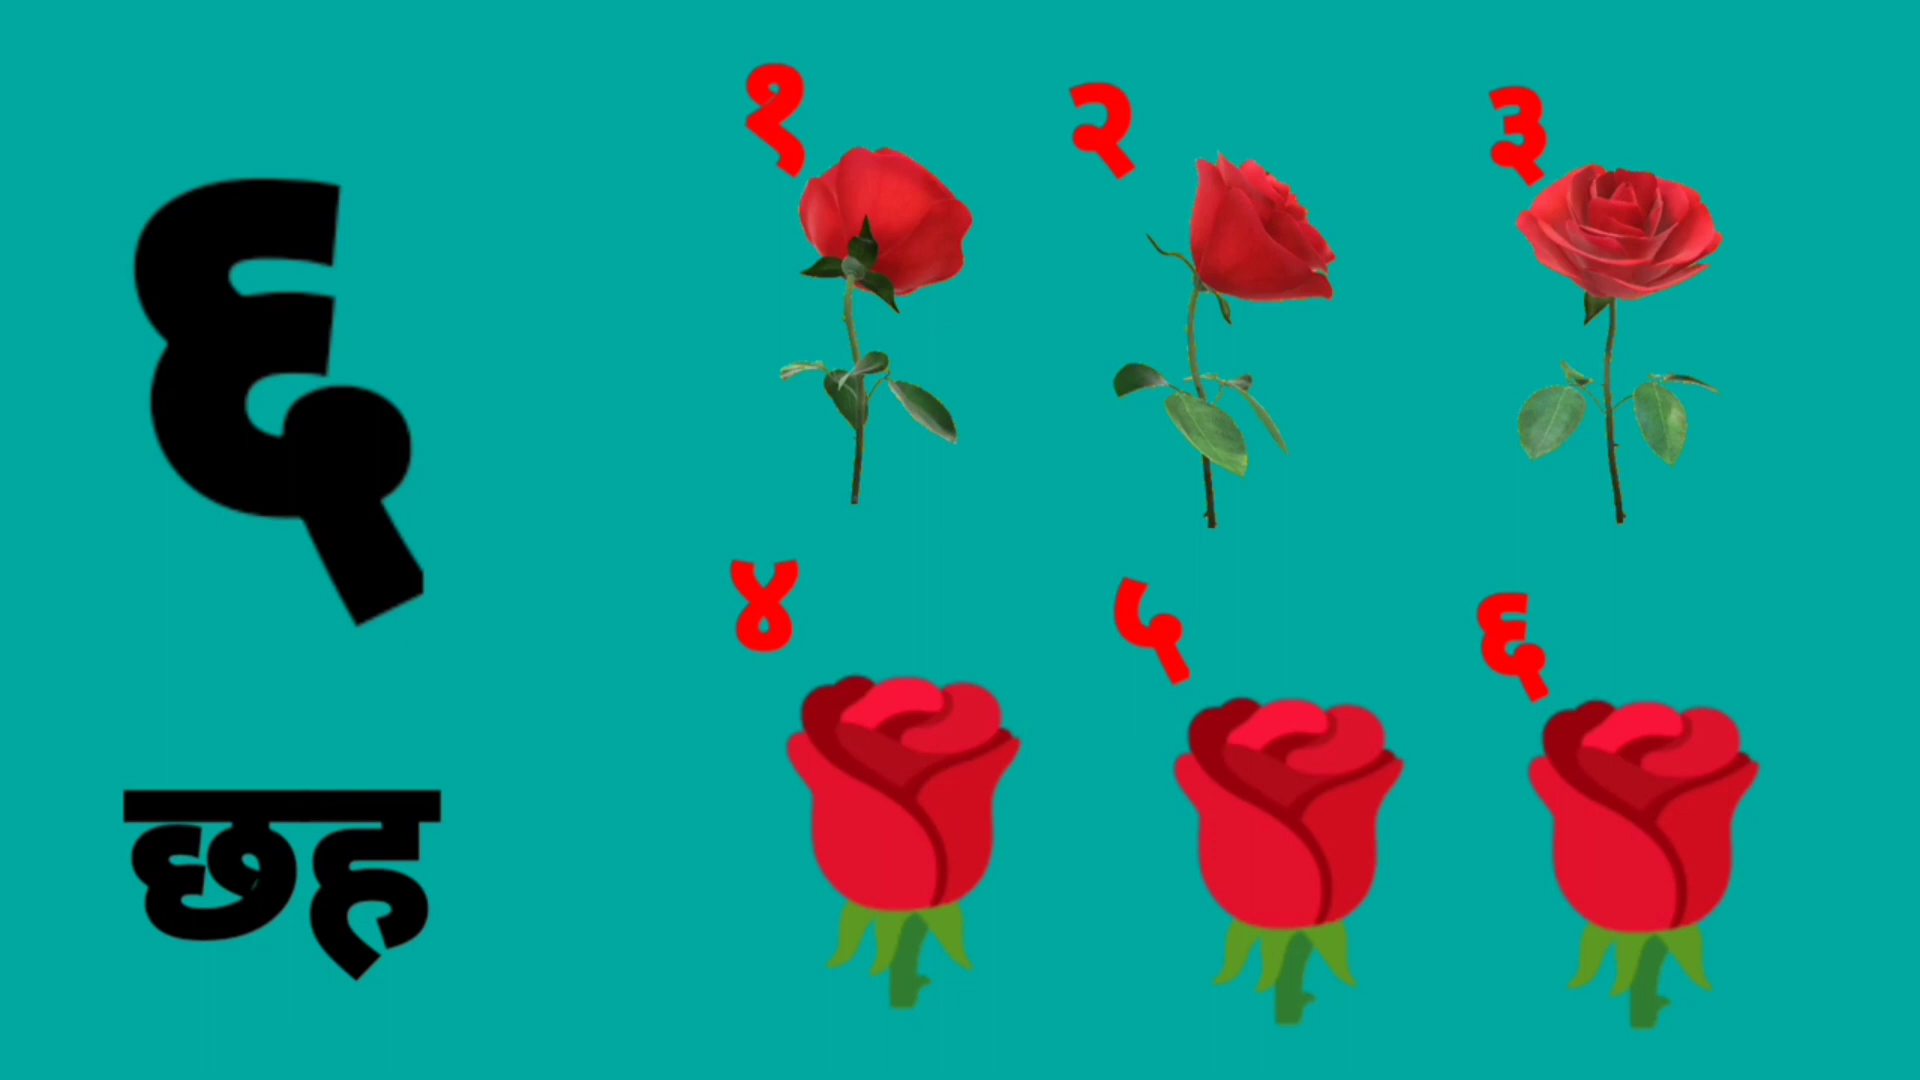 ६
छह
१ २ ३
४ ५ ६